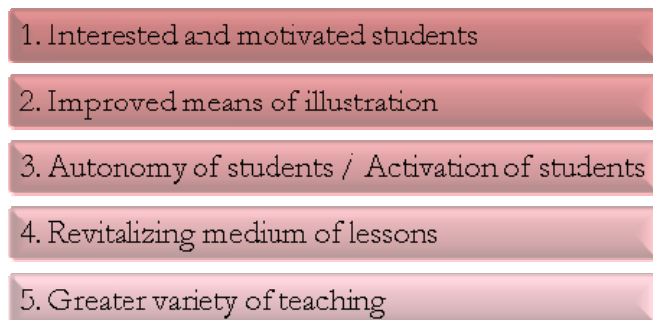 1. Interested and motivated students
2. Improved means of illustration
3. Autonomy of students / Activation of students
4. Revitalizing medium of lessons
5. Greater variety of teaching